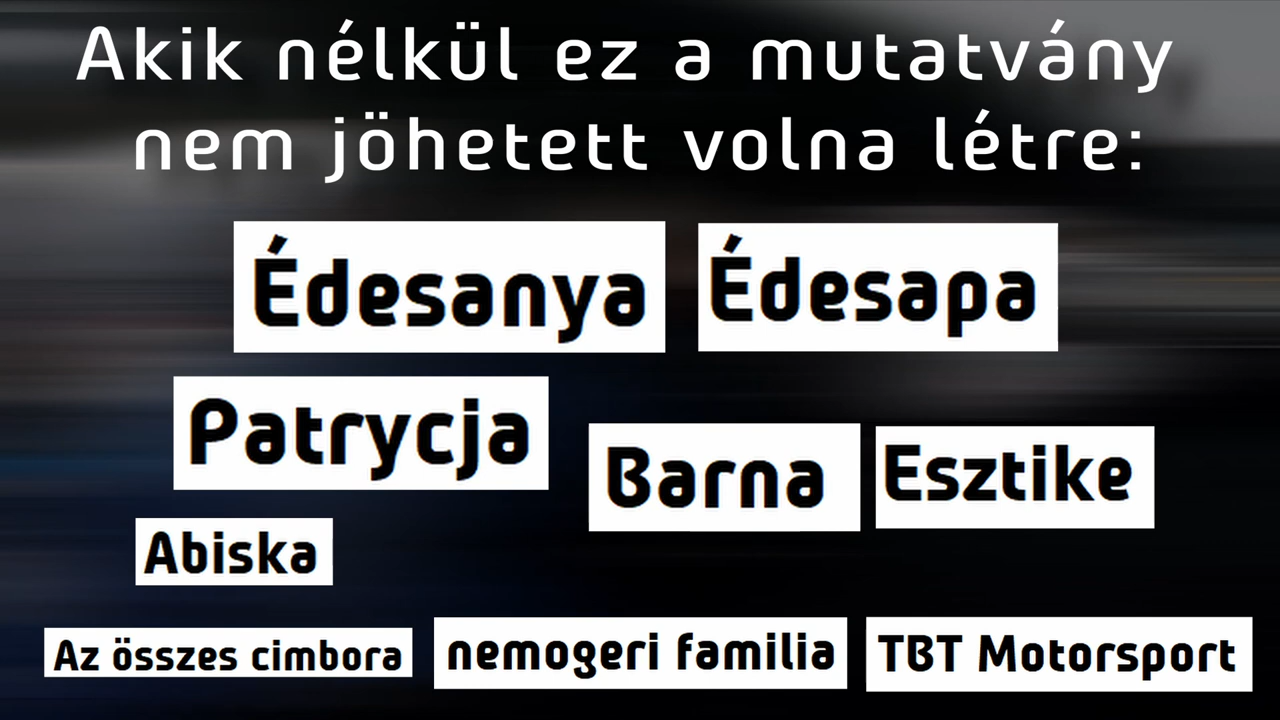 Akik nélkül ez a mutatvány
nem jöhetett volna létre:
Édesanya Édesapa
Patrycja
Barna Esztike
Abiska
Az összes cimbora nemogeri familia TBT Motorsport